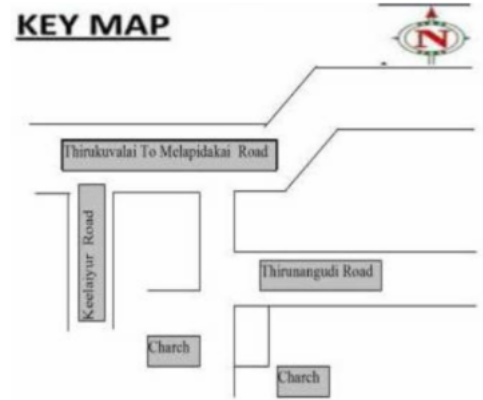 KEY MAP
N
Thirukuvalai To Melapidakai Road
Keelaiyur Road
Thirunangudi Road
Charch
Charch